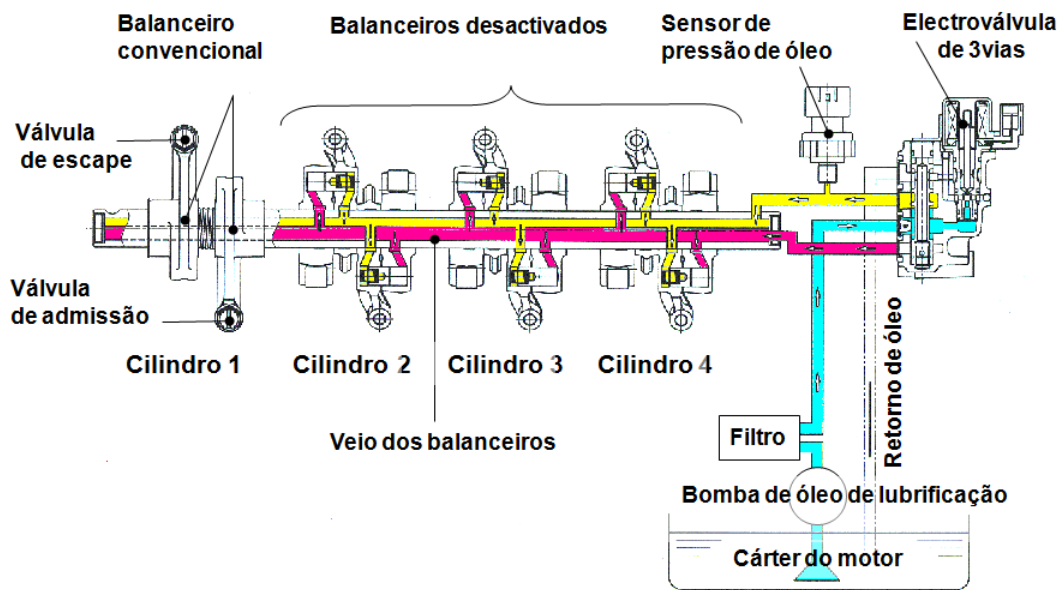 Balanceiro
convencional
Balanceiros desactivados
Sensor de
pressão de óleo
Electroválvula
de 3vias
Válvula
de escape
Válvula
de admissão
Cilindro 1
Cilindro 2
Cilindro 3
Cilindro 4
Veio dos balanceiros
Filtro
Retorno de óleo
Bomba de óleo de lubrificação
Cárter do motor